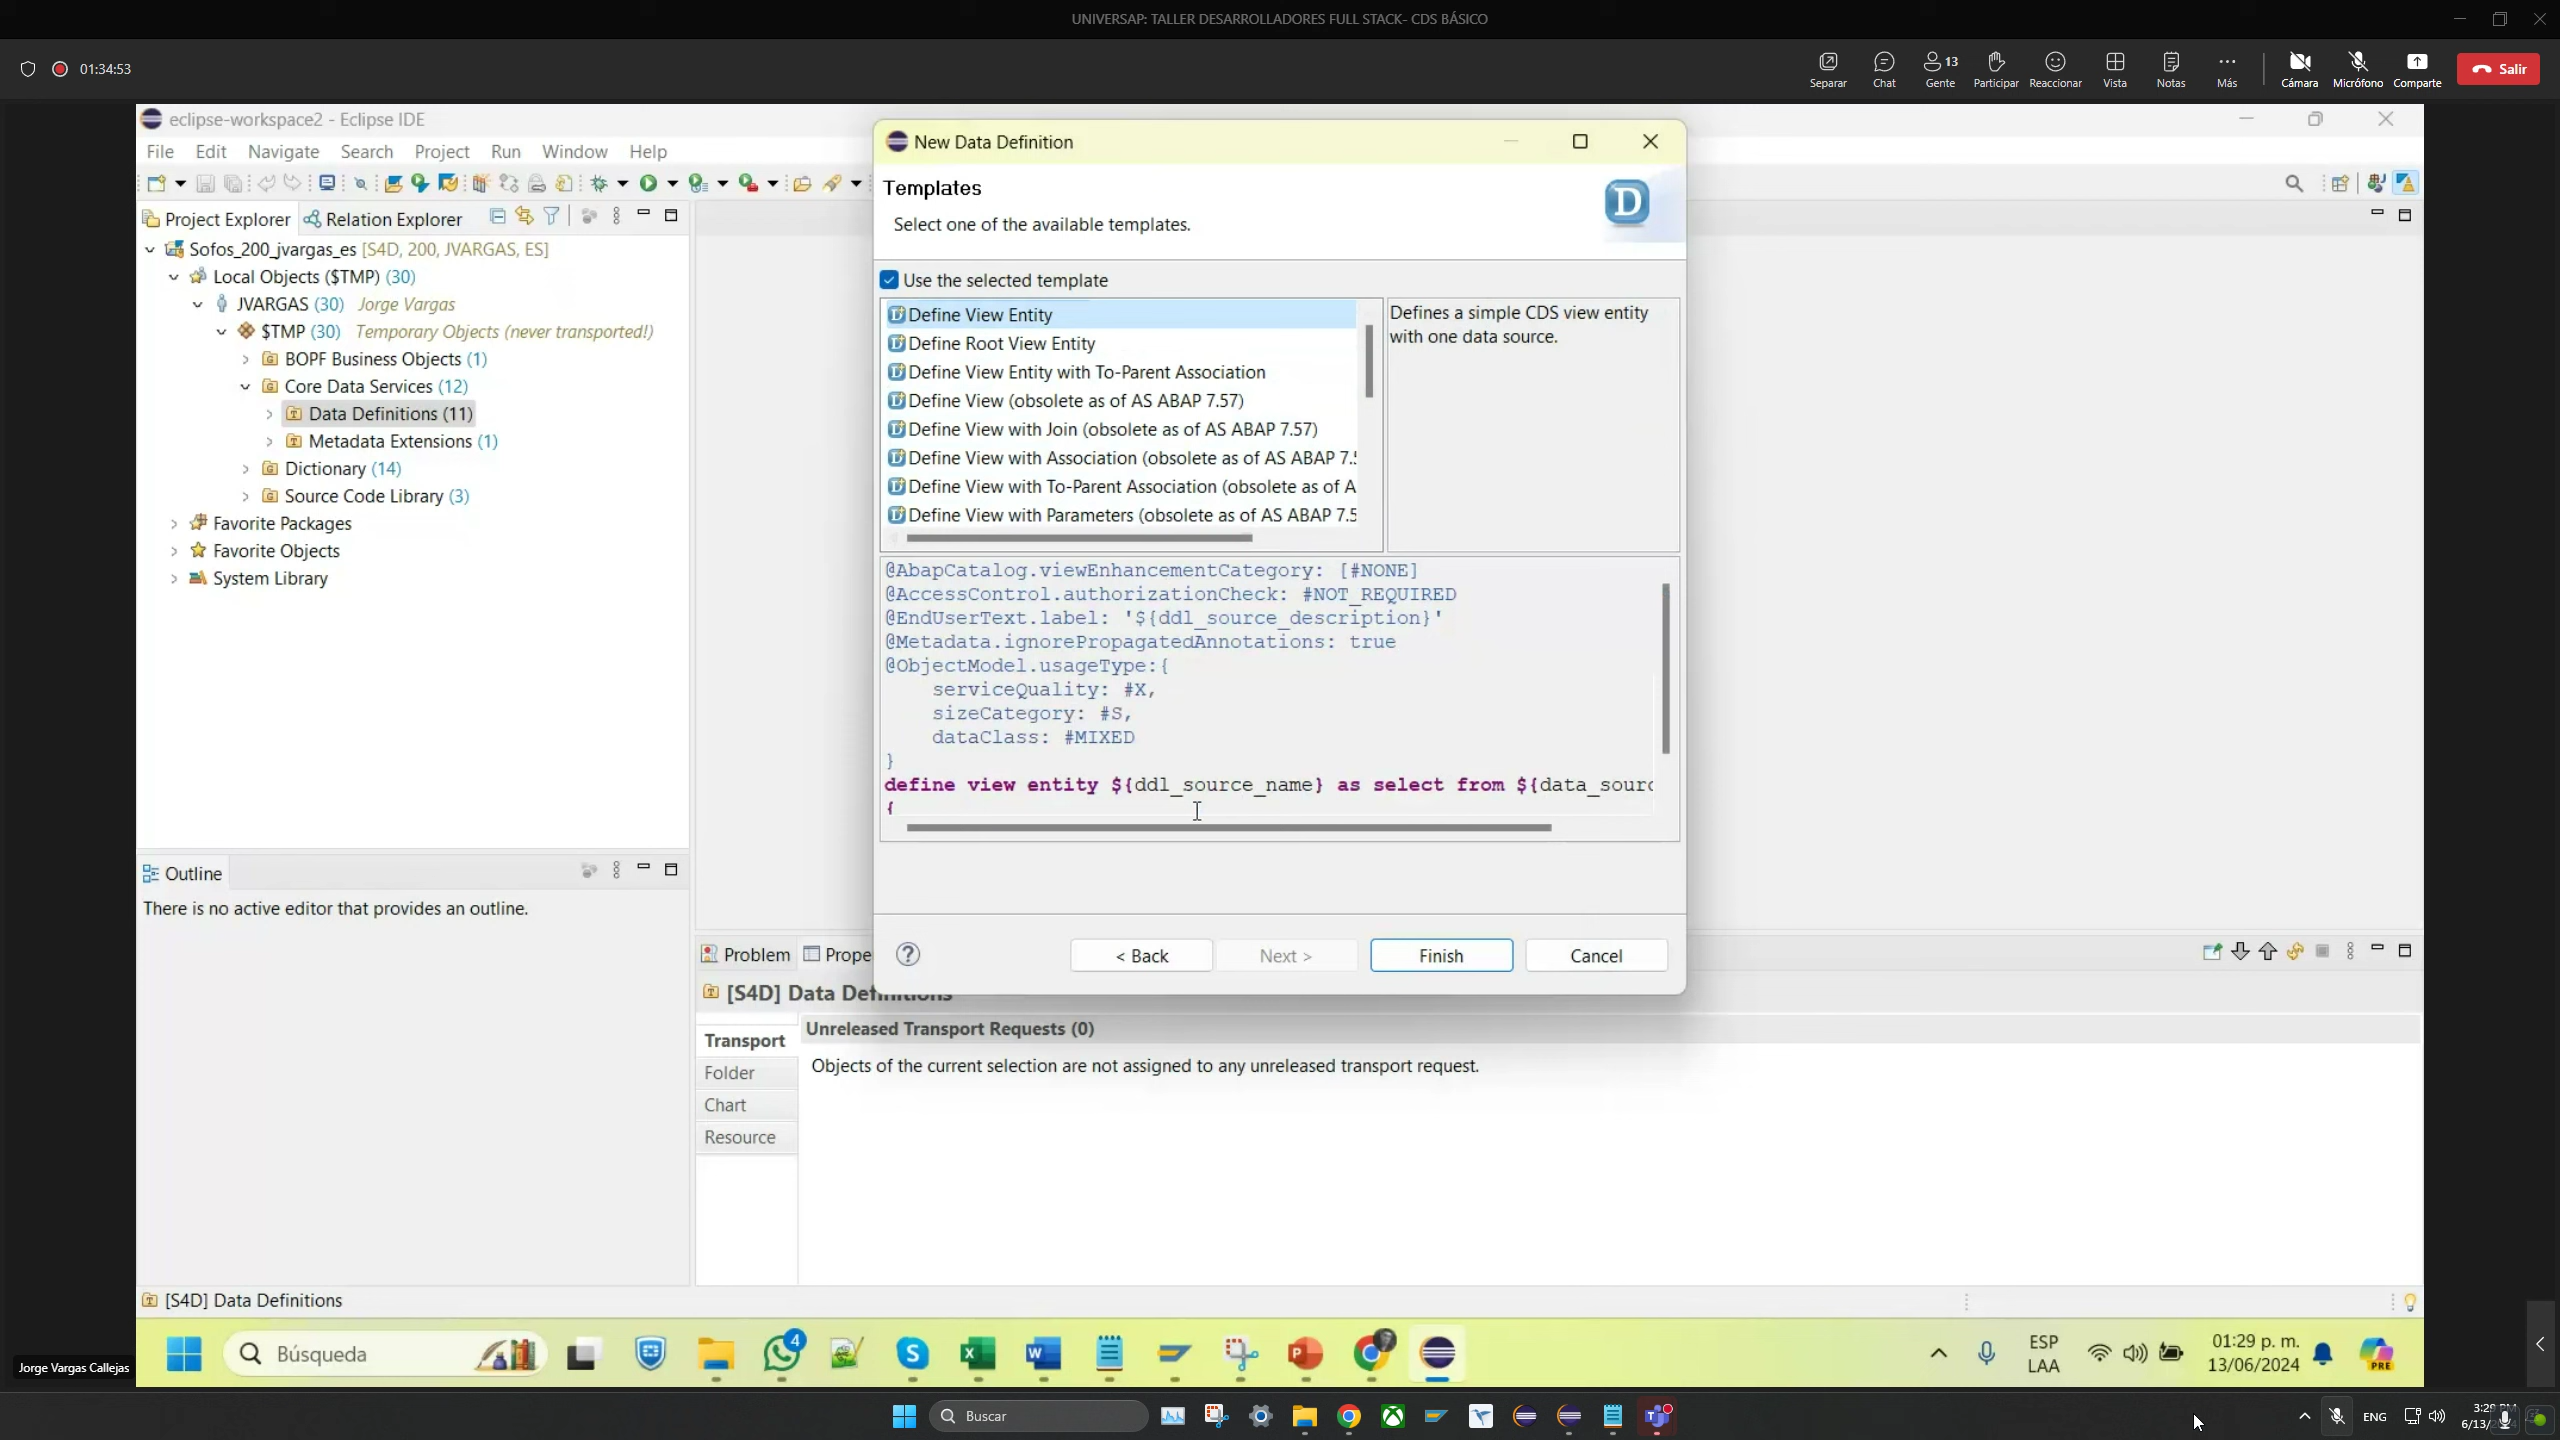 UNIVERSAP: TALLER DESARROLLADORES FULL STACK- CDS BÁSICO
01:34:53
Separar
Chat
13
Gente
Participar
Reaccionar
Vista
Notas
Más
Cámara
Micrófono
Comparte
Salir
eclipse-workspace2 - Eclipse IDE
File Edit Navigate Search Project Run Window Help
Project Explorer
Relation Explorer
Sofos_200_jvargas_es [S4D, 200, JVARGAS, ES]
Local Objects ($TMP) (30)
JVARGAS (30) Jorge Vargas
$TMP (30) Temporary Objects (never transported!)
BOPF Business Objects (1)
Core Data Services (12)
Data Definitions (11)
Metadata Extensions (1)
Dictionary (14)
Source Code Library (3)
Favorite Packages
Favorite Objects
System Library
Outline
There is no active editor that provides an outline.
New Data Definition
Templates
Select one of the available templates.
D
Use the selected template
Define View Entity
Define Root View Entity
Define View Entity with To-Parent Association
Define View (obsolete as of AS ABAP 7.57)
Define View with Join (obsolete as of AS ABAP 7.57)
Define View with Association (obsolete as of AS ABAP 7.5
Define View with To-Parent Association (obsolete as of A
Define View with Parameters (obsolete as of AS ABAP 7.5
Defines a simple CDS view entity
with one data source.
@AbapCatalog.viewEnhancementCategory: [#NONE]
@AccessControl.authorizationCheck: #NOT_REQUIRED
@EndUserText.label: '${ddl_source_description}'
@Metadata.ignorePropagatedAnnotations: true
@ObjectModel.usageType:{
serviceQuality: #X,
sizeCategory: #S,
dataClass: #MIXED
}
define view entity ${ddl_source_name} as select from ${data_sourc
{
< Back
Next >
Finish
Cancel
Problem
Prope
[S4D] Data Definitions
Transport
Folder
Chart
Resource
Unreleased Transport Requests (0)
Objects of the current selection are not assigned to any unreleased transport request.
[S4D] Data Definitions
Búsqueda
4
ESP
LAA
01:29 p. m.
13/06/2024
PRE
Jorge Vargas Callejas
Buscar
ENG
3:29 PM
6/13/